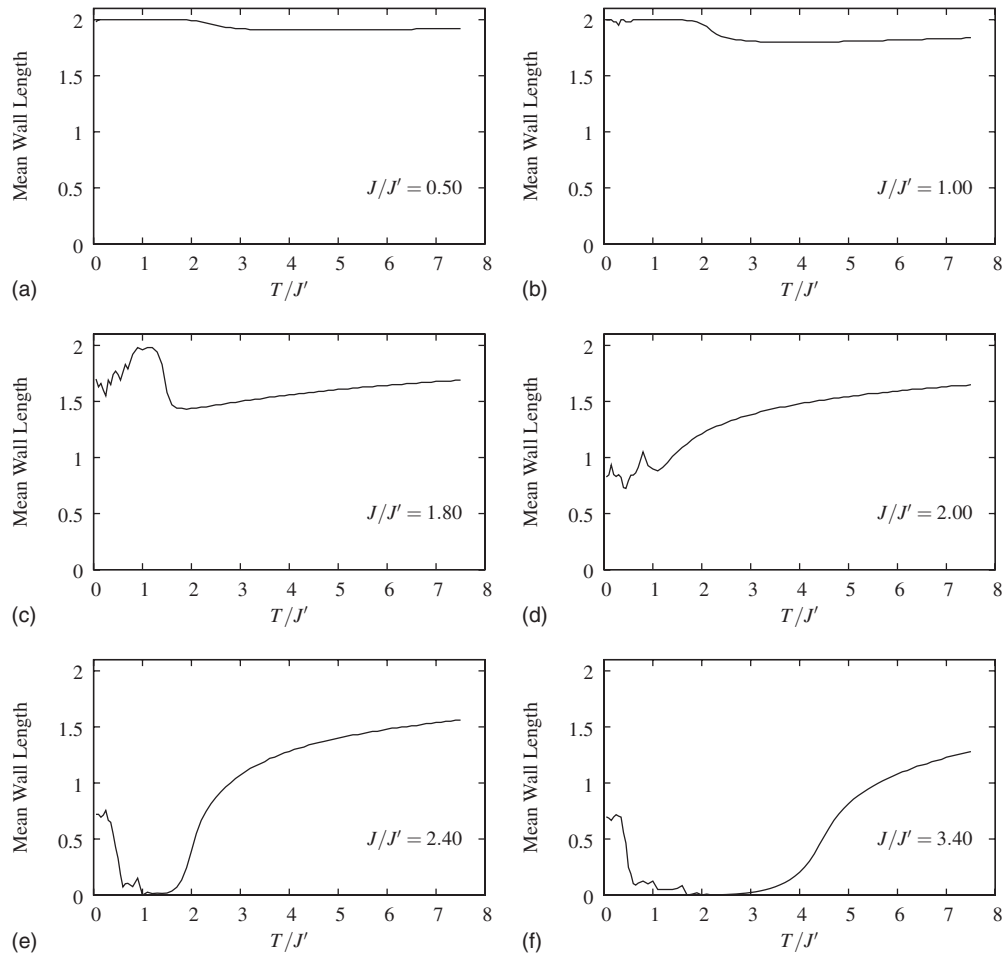 2
1.5
1
0.5
0
Mean Wall Length
J/J′ = 0.50
0 1 2 3 4 5 6 7 8
T/J′
(a)
2
1.5
1
0.5
0
Mean Wall Length
J/J′ = 1.00
0 1 2 3 4 5 6 7 8
T/J′
(b)
2
1.5
1
0.5
0
Mean Wall Length
J/J′ = 1.80
0 1 2 3 4 5 6 7 8
T/J′
(c)
2
1.5
1
0.5
0
Mean Wall Length
J/J′ = 2.00
0 1 2 3 4 5 6 7 8
T/J′
(d)
2
1.5
1
0.5
0
Mean Wall Length
J/J′ = 2.40
0 1 2 3 4 5 6 7 8
T/J′
(e)
2
1.5
1
0.5
0
Mean Wall Length
J/J′ = 3.40
0 1 2 3 4 5 6 7 8
T/J′
(f)